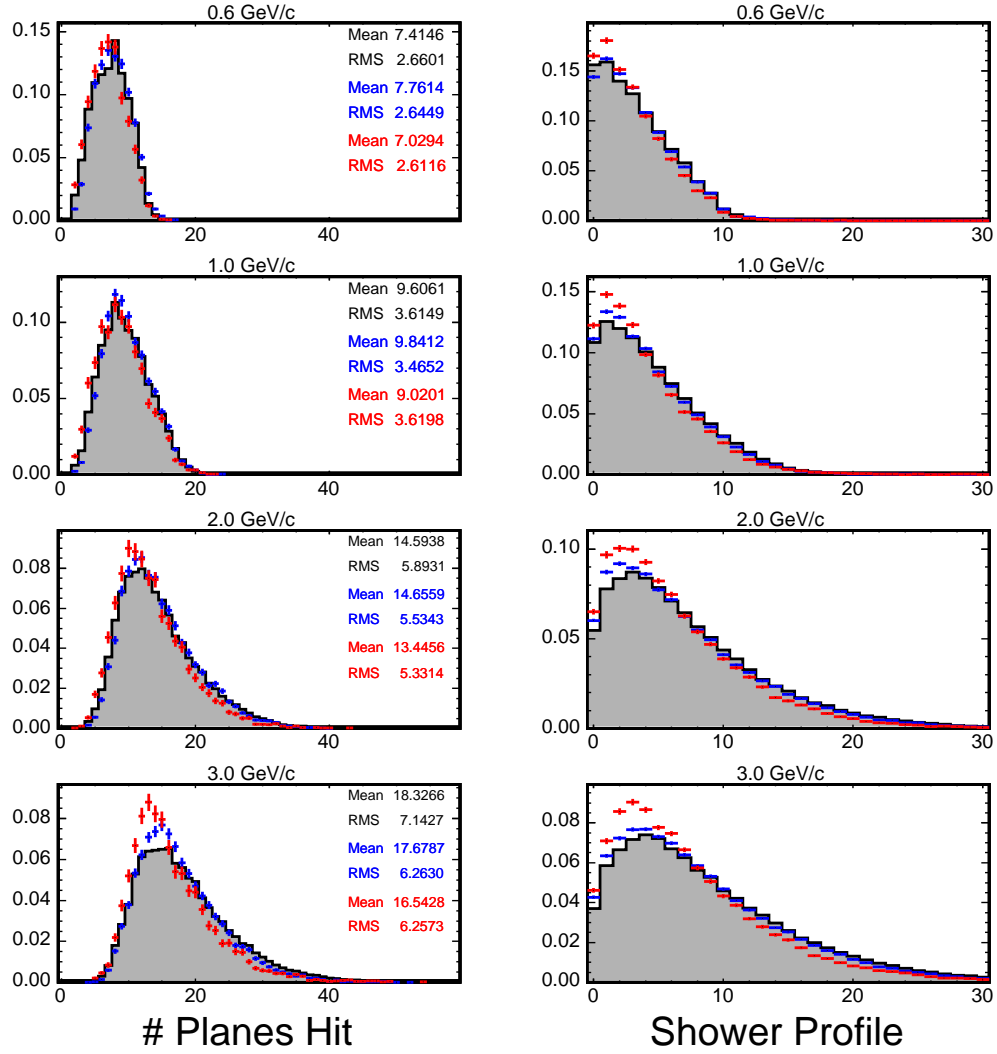 0.6 GeV/c
0.15
0.10
0.05
0.00
0 20 40
Mean 7.4146
RMS 2.6601
Mean 7.7614
RMS 2.6449
Mean 7.0294
RMS 2.6116
0.6 GeV/c
0.15
0.10
0.05
0.00
0 10 20 30
1.0 GeV/c
0.10
0.05
0.00
0 20 40
Mean 9.6061
RMS 3.6149
Mean 9.8412
RMS 3.4652
Mean 9.0201
RMS 3.6198
1.0 GeV/c
0.15
0.10
0.05
0.00
0 10 20 30
2.0 GeV/c
0.08
0.06
0.04
0.02
0.00
0 20 40
Mean 14.5938
RMS 5.8931
Mean 14.6559
RMS 5.5343
Mean 13.4456
RMS 5.3314
2.0 GeV/c
0.10
0.05
0.00
0 10 20 30
3.0 GeV/c
0.08
0.06
0.04
0.02
0.00
0 20 40
Mean 18.3266
RMS 7.1427
Mean 17.6787
RMS 6.2630
Mean 16.5428
RMS 6.2573
3.0 GeV/c
0.08
0.06
0.04
0.02
0.00
0 10 20 30
# Planes Hit
Shower Profile